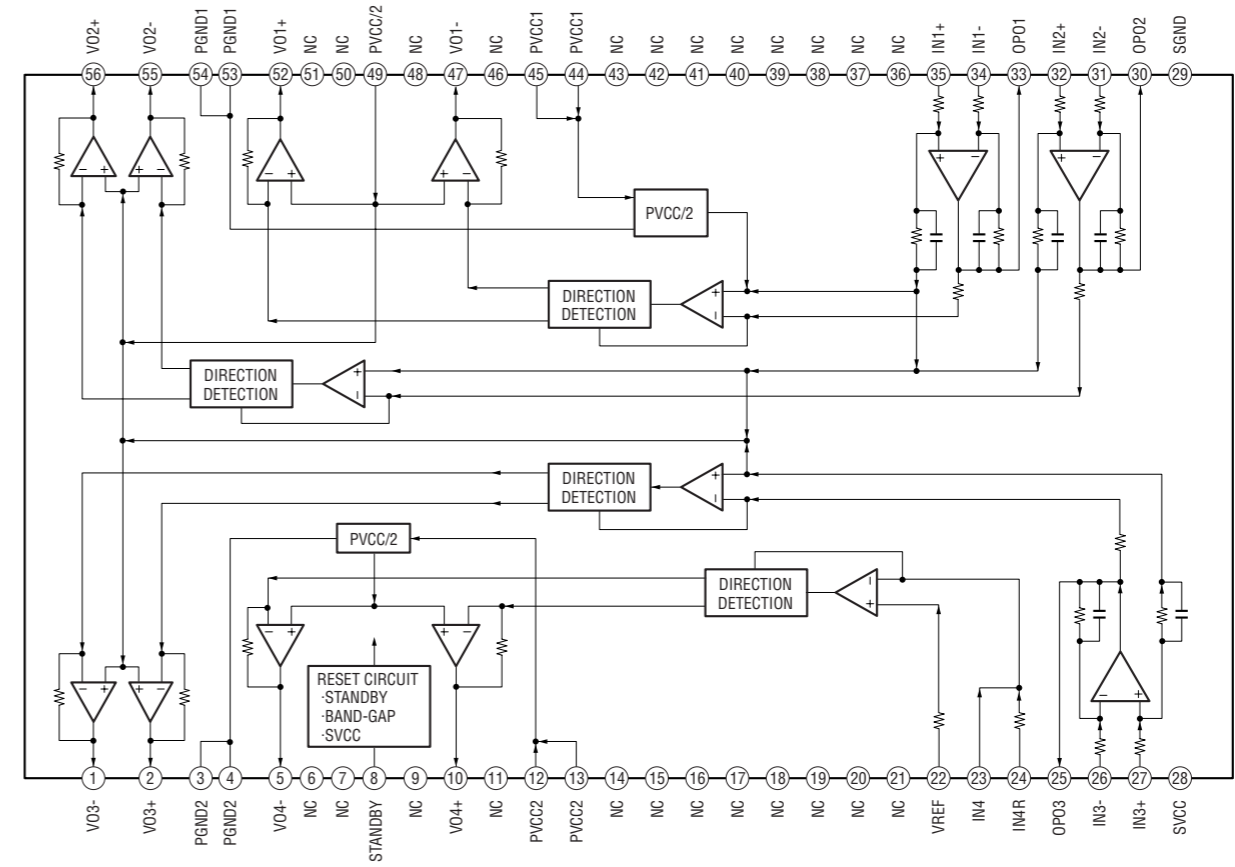 VO2+ VO2- PGND1 PGND1 VO1+ NC NC PVCC/2 NC VO1- NC PVCC1 PVCC1 NC NC NC NC NC NC NC NC IN1+ IN1- OPO1 IN2+ IN2- OPO2 SGND
56 55 54 53 52 51 50 49 48 47 46 45 44 43 42 41 40 39 38 37 36 35 34 33 32 31 30 29
- + + - - + + - + - + -
PVCC/2
DIRECTION
DETECTION
+
-
DIRECTION
DETECTION
+
-
DIRECTION
DETECTION
+
-
PVCC/2
DIRECTION
DETECTION
-
+
- + + -
RESET CIRCUIT
·STANDBY
·BAND-GAP
·SVCC
- + + - - +
1 2 3 4 5 6 7 8 9 10 11 12 13 14 15 16 17 18 19 20 21 22 23 24 25 26 27 28
VO3- VO3+ PGND2 PGND2 VO4- NC NC STANDBY NC VO4+ NC PVCC2 PVCC2 NC NC NC NC NC NC NC NC VREF IN4 IN4R OPO3 IN3- IN3+ SVCC